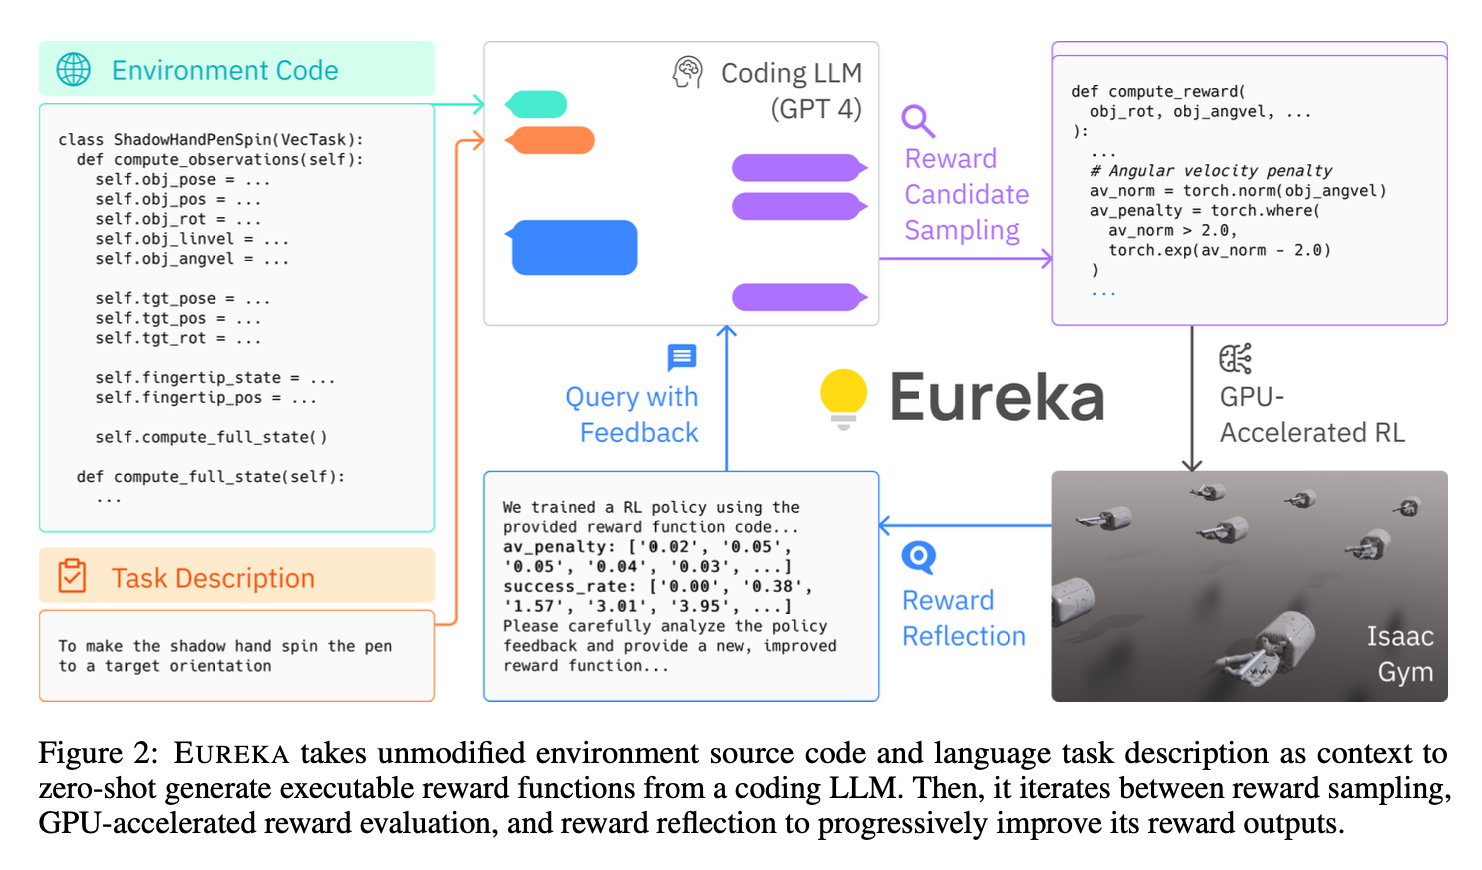 Environment Code
class ShadowHandPenSpin(VecTask):
  def compute_observations(self):
    self.obj_pose = ...
    self.obj_pos = ...
    self.obj_rot = ...
    self.obj_linvel = ...
    self.obj_angvel = ...
    self.tgt_pose = ...
    self.tgt_pos = ...
    self.tgt_rot = ...
    self.fingertip_state = ...
    self.fingertip_pos = ...
    self.compute_full_state()
  def compute_full_state(self):
    ...
Task Description
To make the shadow hand spin the pen
to a target orientation
Coding LLM
(GPT 4)
Reward
Candidate
Sampling
def compute_reward(
  obj_rot, obj_angvel, ...
):
  ...
  # Angular velocity penalty
  av_norm = torch.norm(obj_angvel)
  av_penalty = torch.where(
    av_norm > 2.0,
    torch.exp(av_norm - 2.0)
  )
  ...
Query with
Feedback
Eureka
GPU-
Accelerated RL
We trained a RL policy using the
provided reward function code...
av_penalty: ['0.02', '0.05',
'0.05', '0.04', '0.03', ...]
success_rate: ['0.00', '0.38',
'1.57', '3.01', '3.95', ...]
Please carefully analyze the policy
feedback and provide a new, improved
reward function...
Reward
Reflection
Isaac
Gym
Figure 2: EUREKA takes unmodified environment source code and language task description as context to
zero-shot generate executable reward functions from a coding LLM. Then, it iterates between reward sampling,
GPU-accelerated reward evaluation, and reward reflection to progressively improve its reward outputs.